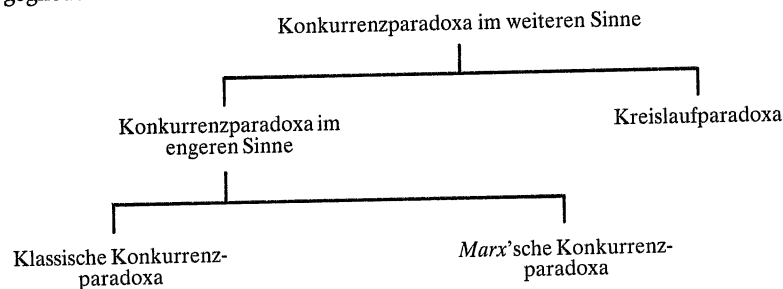 Konkurrenzparadoxa im weiteren Sinne
Konkurrenzparadoxa im
engeren Sinne
Kreislaufparadoxa
Klassische Konkurrenz-
paradoxa
Marx'sche Konkurrenz-
paradoxa